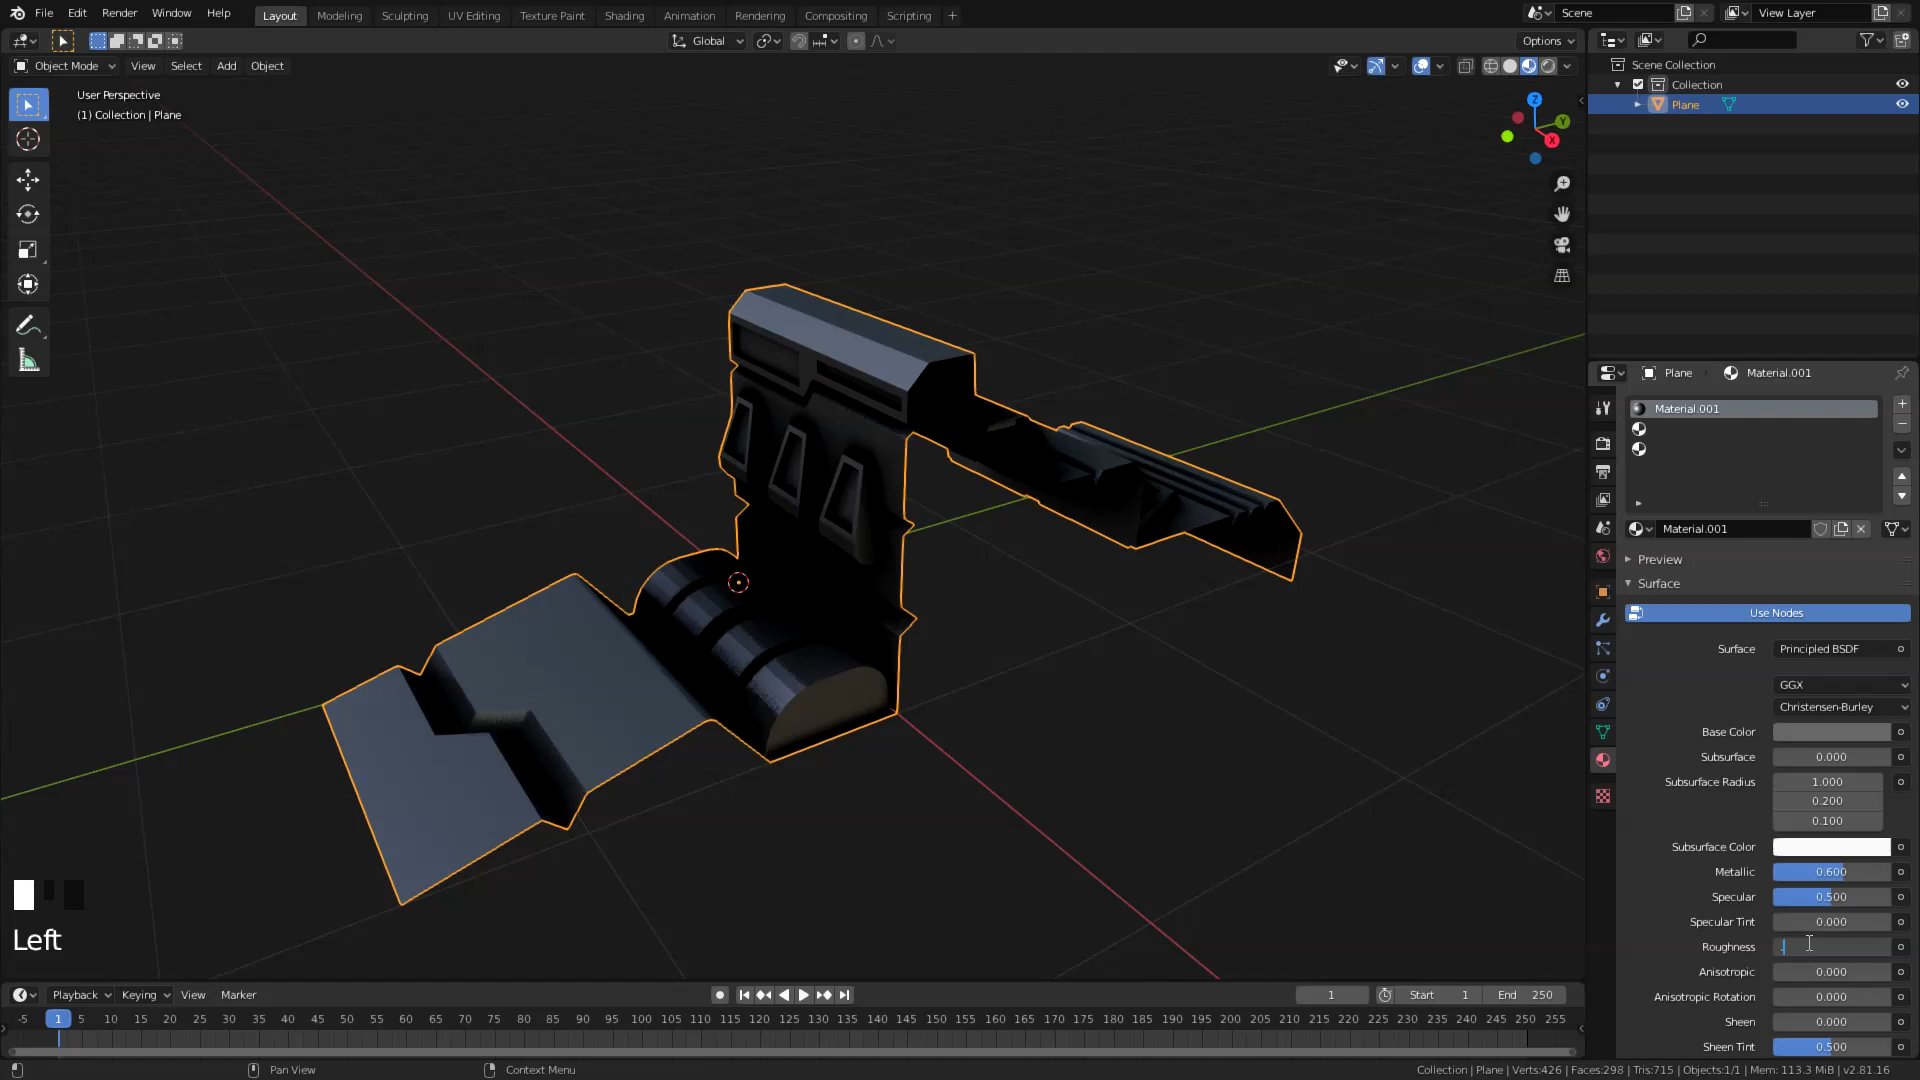 File Edit Render Window Help Layout Modeling Sculpting UV Editing Texture Paint Shading Animation Rendering Compositing Scripting + Scene View Layer
Global Options
Object Mode View Select Add Object
User Perspective
(1) Collection | Plane
Z
Y
X
Scene Collection
Collection
Plane
Plane Material.001
Material.001
Material.001
Preview
Surface
Use Nodes
Surface Principled BSDF
GGX
Christensen-Burley
Base Color
Subsurface 0.000
Subsurface Radius 1.000
0.200
0.100
Subsurface Color
Metallic 0.600
Specular 0.500
Specular Tint 0.000
Roughness
Anisotropic 0.000
Anisotropic Rotation 0.000
Sheen 0.000
Sheen Tint 0.500
Left
Playback Keying View Marker 1 Start 1 End 250
-5 1 5 10 15 20 25 30 35 40 45 50 55 60 65 70 75 80 85 90 95 100 105 110 115 120 125 130 135 140 145 150 155 160 165 170 175 180 185 190 195 200 205 210 215 220 225 230 235 240 245 250 255
Pan View Context Menu Collection | Plane | Verts:426 | Faces:298 | Tris:715 | Objects:1/1 | Mem: 113.3 MiB | v2.81.16